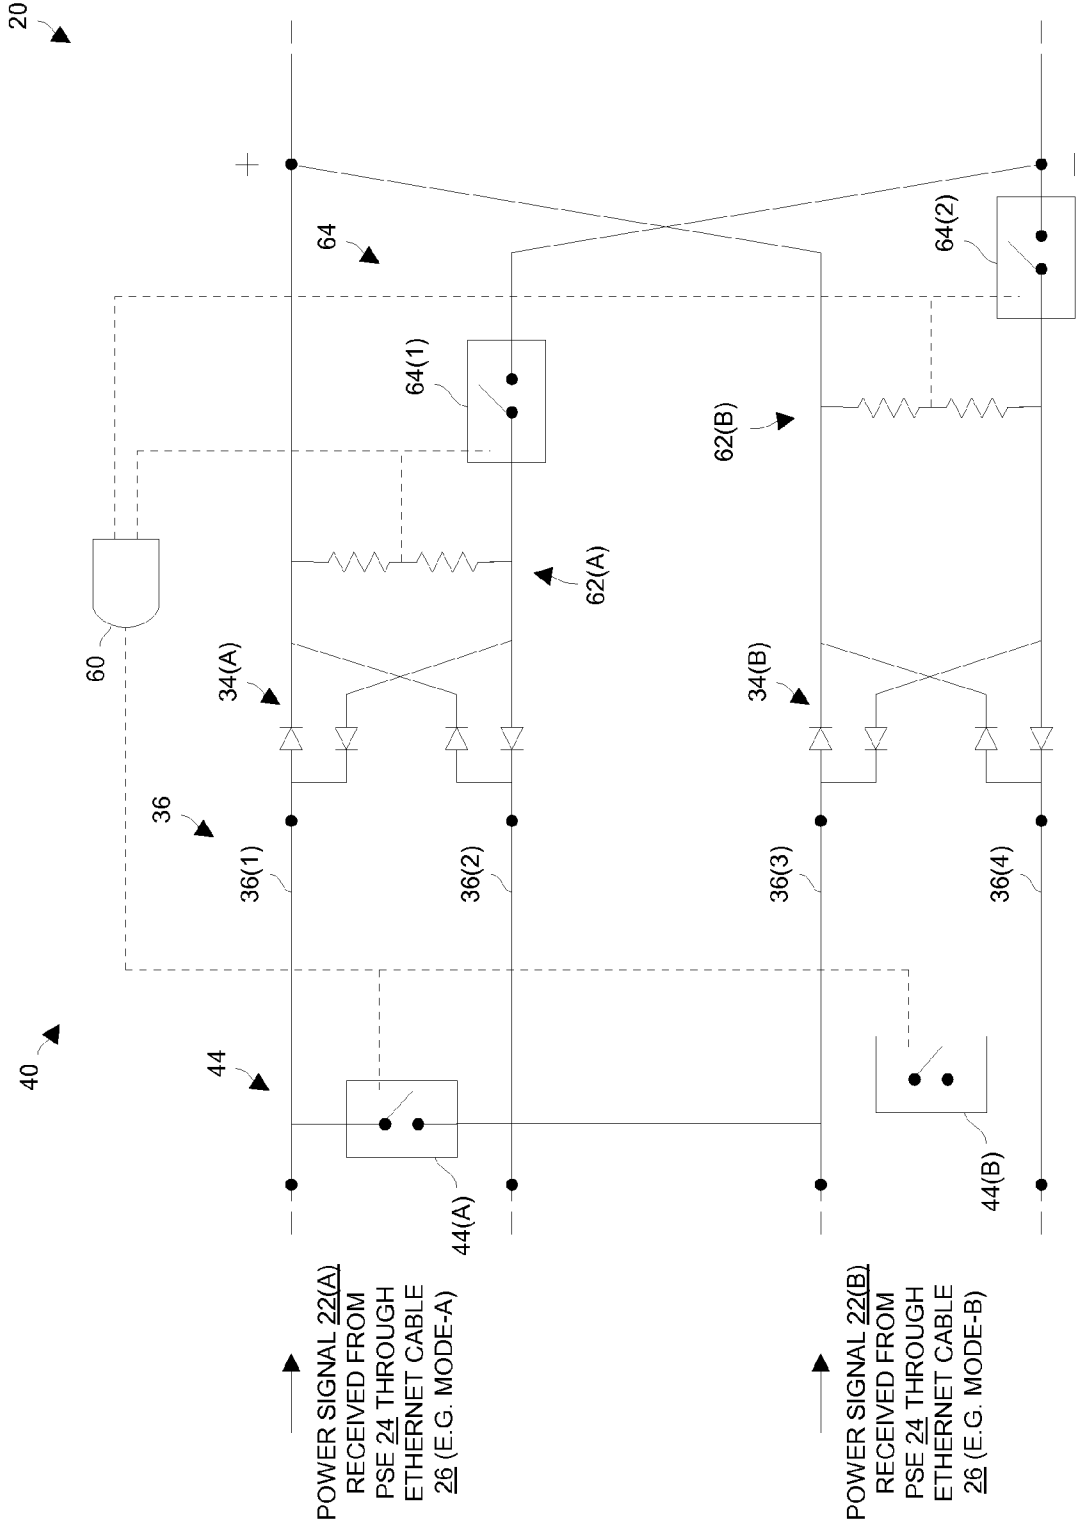 20
40
60
36
44
64
+
−
34(A)
62(A)
64(1)
34(B)
62(B)
64(2)
36(1)
36(2)
36(3)
36(4)
44(A)
44(B)
POWER SIGNAL 22(A)
RECEIVED FROM
PSE 24 THROUGH
ETHERNET CABLE
26 (E.G. MODE-A)
POWER SIGNAL 22(B)
RECEIVED FROM
PSE 24 THROUGH
ETHERNET CABLE
26 (E.G. MODE-B)